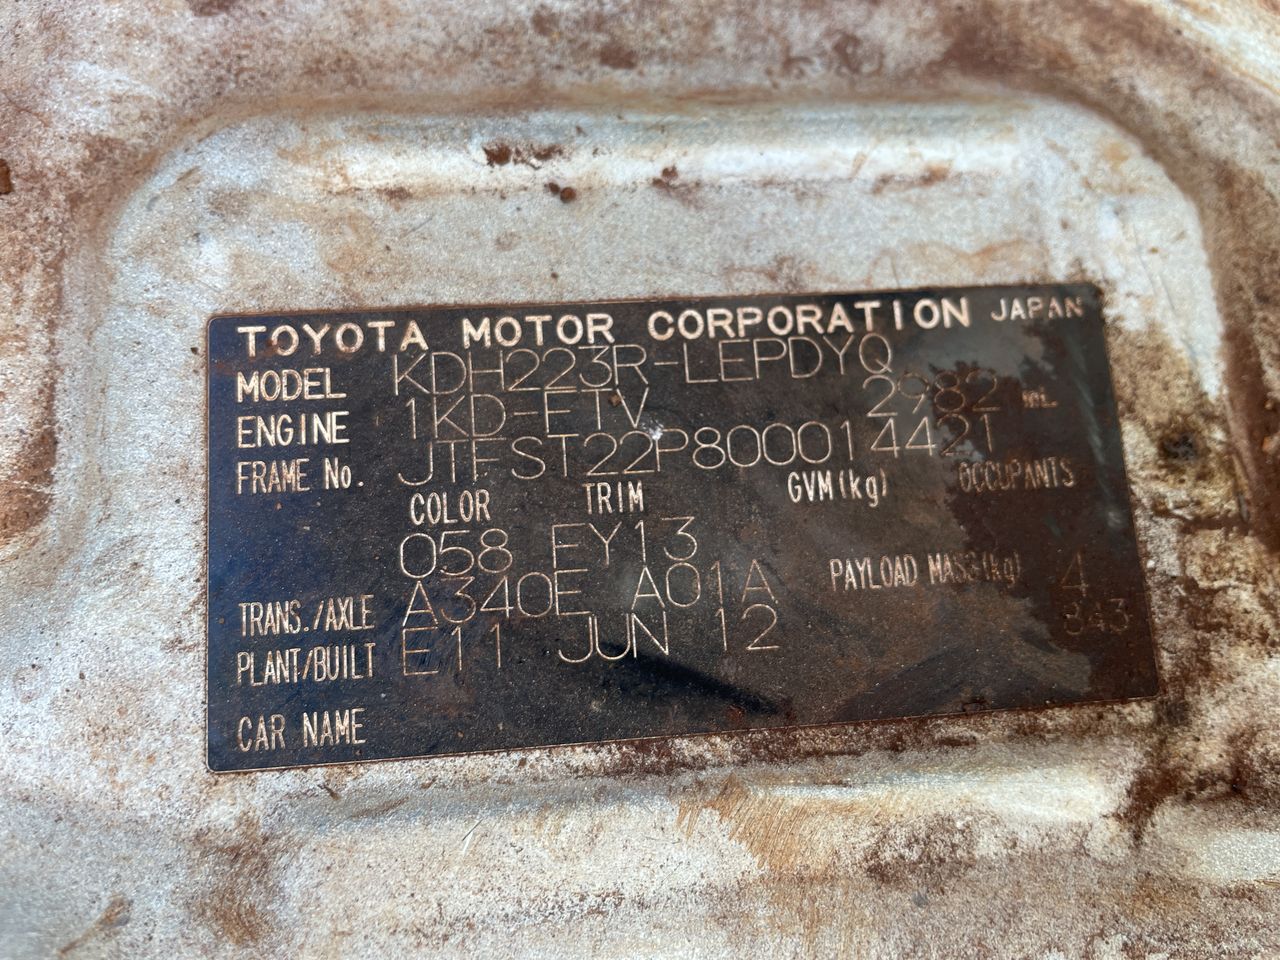 TOYOTA MOTOR CORPORATION JAPAN
MODEL KDH223R-LEPDYQ
ENGINE 1KD-FTV 2982 mL
FRAME No. JTFST22P800014421
COLOR TRIM GVM(kg) OCCUPANTS
058 FY13
TRANS./AXLE A340E A01A PAYLOAD MASS(kg) 4
PLANT/BUILT E11 JUN 12 843
CAR NAME